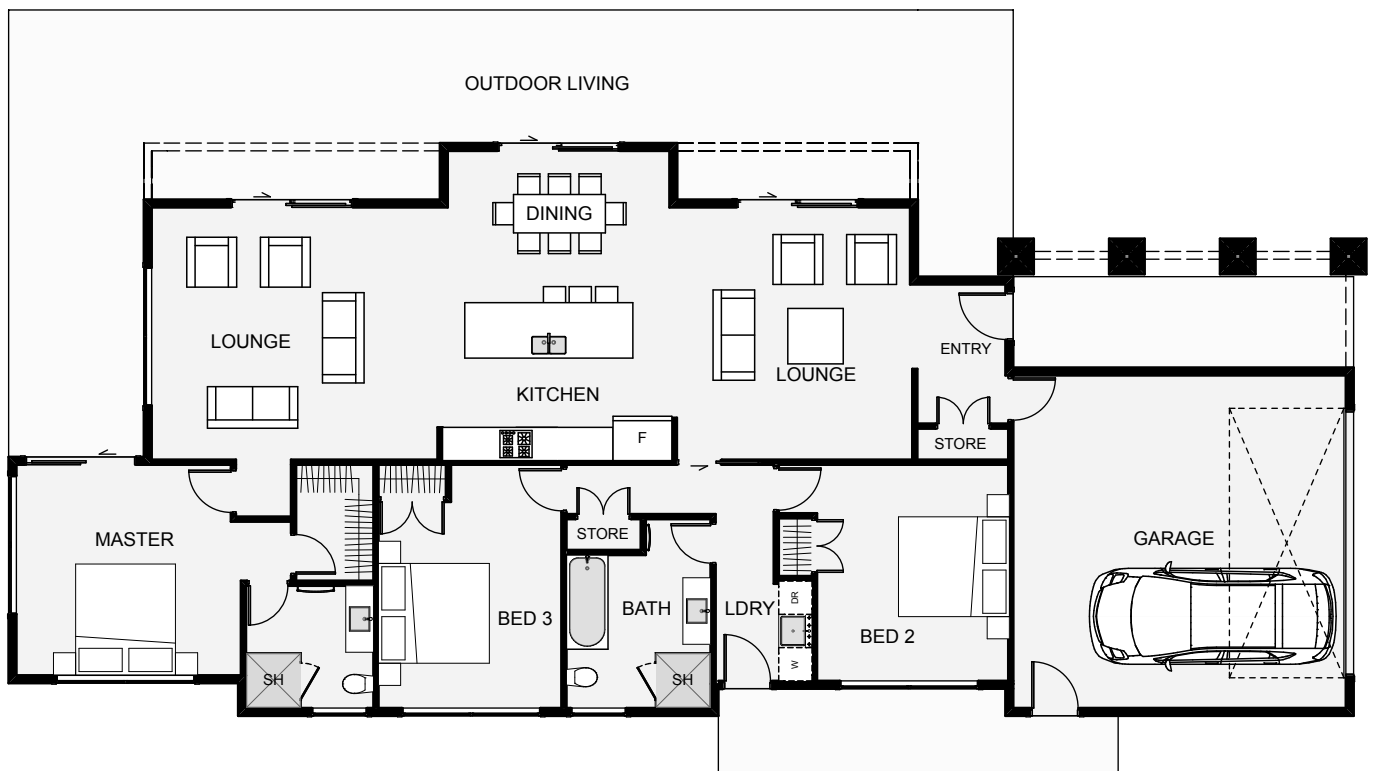 OUTDOOR LIVING
DINING
LOUNGE
ENTRY
LOUNGE
KITCHEN
F
STORE
STORE
MASTER
GARAGE
DR
BED 3
BATH
LDRY
BED 2
W
SH
SH